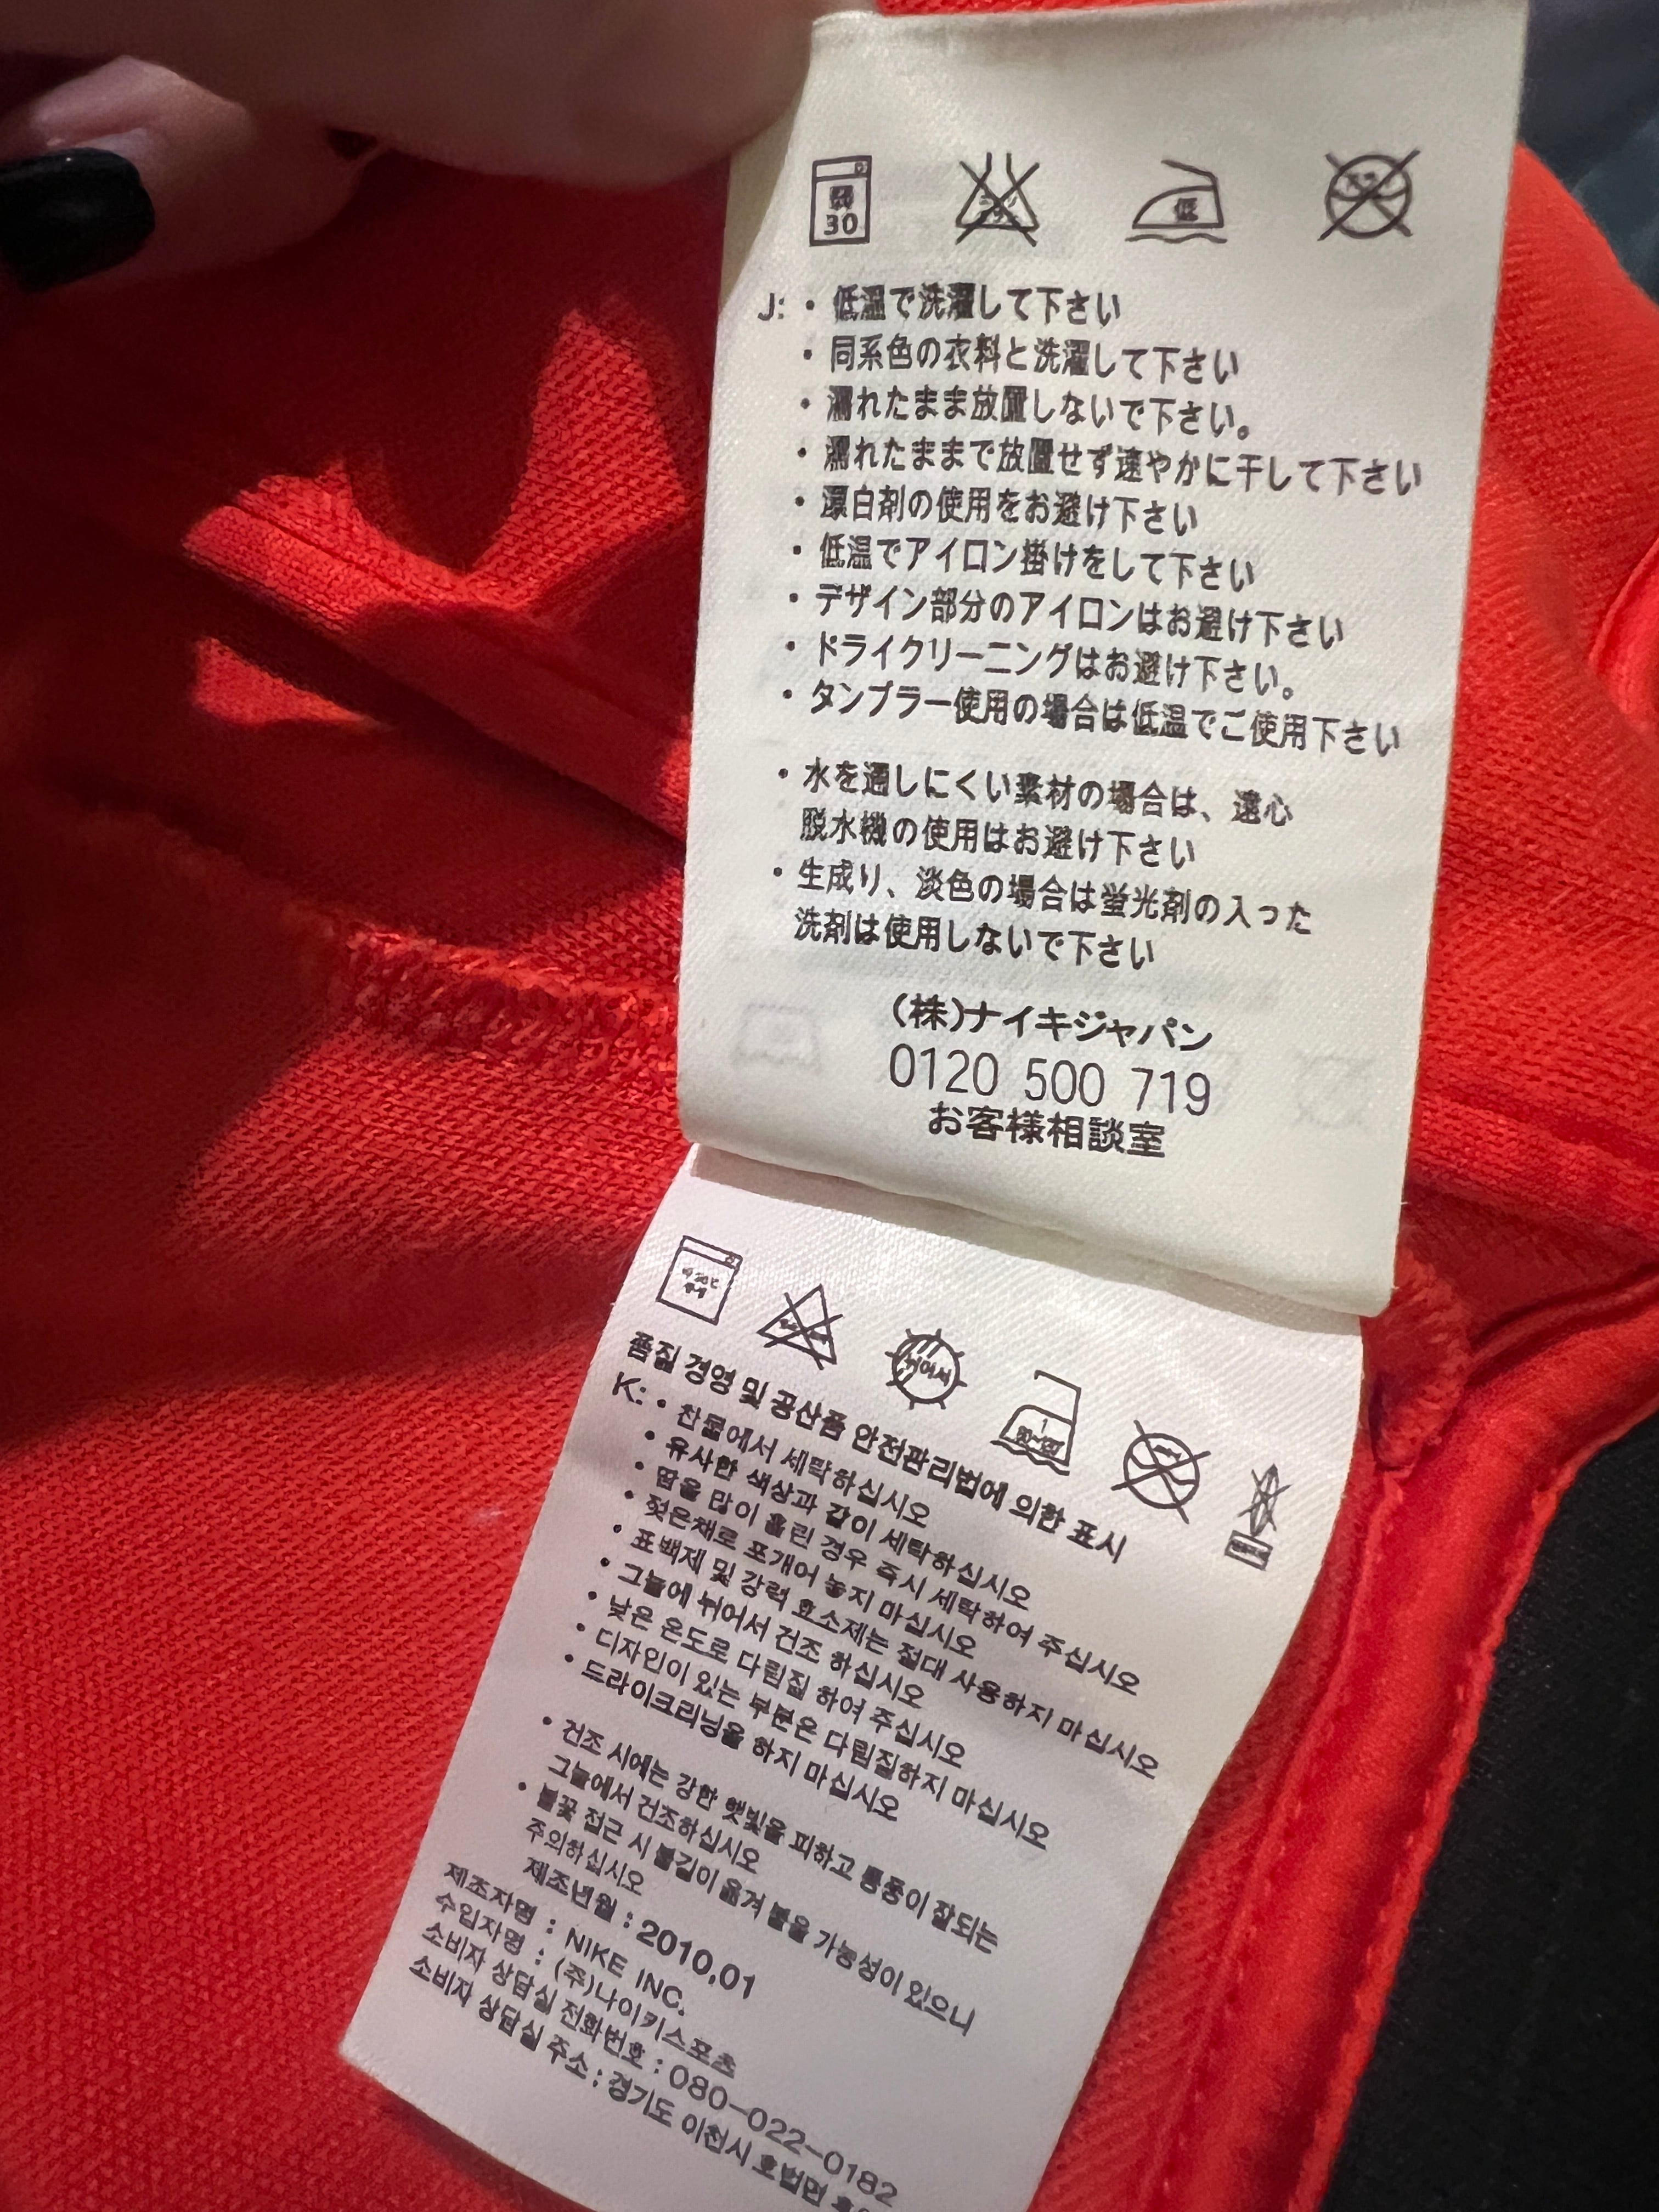 30
低
J: ・低温で洗濯して下さい
・同系色の衣料と洗濯して下さい
・濡れたまま放置しないで下さい。
・濡れたままで放置せず速やかに干して下さい
・漂白剤の使用をお避け下さい
・低温でアイロン掛けをして下さい
・デザイン部分のアイロンはお避け下さい
・ドライクリーニングはお避け下さい。
・タンブラー使用の場合は低温でご使用下さい
・水を通しにくい素材の場合は、遠心
脱水機の使用はお避け下さい
・生成り、淡色の場合は蛍光剤の入った
洗剤は使用しないで下さい
(株)ナイキジャパン
0120 500 719
お客様相談室
품질 경영 및 공산품 안전관리법에 의한 표시
K: • 찬물에서 세탁하십시오
• 유사한 색상과 같이 세탁하십시오
• 땀을 많이 흘린 경우 즉시 세탁하여 주십시오
• 젖은채로 포개어 놓지 마십시오
• 표백제 및 강력 효소제는 절대 사용하지 마십시오
• 그늘에 뉘어서 건조 하십시오
• 낮은 온도로 다림질 하여 주십시오
• 디자인이 있는 부분은 다림질하지 마십시오
• 드라이크리닝을 하지 마십시오
• 건조 시에는 강한 햇빛을 피하고 통풍이 잘되는
그늘에서 건조하십시오
• 불꽃 접근 시 불길이 옮겨 붙을 가능성이 있으니
주의하십시오
제조년월 : 2010.01
제조자명 : NIKE INC.
수입자명 : (주)나이키스포츠
소비자 상담실 전화번호 : 080-022-0182
소비자 상담실 주소 : 경기도 이천시 호법면